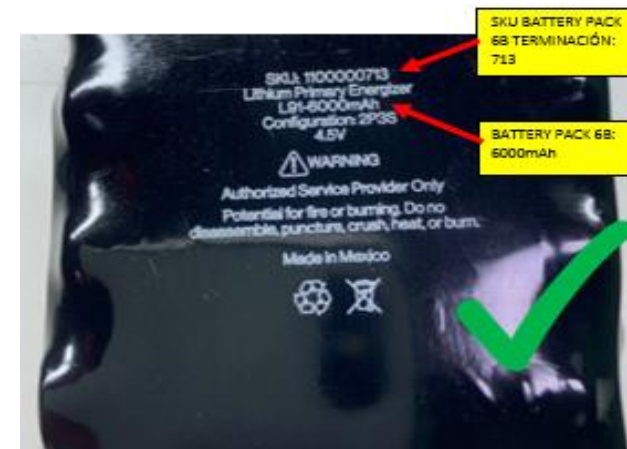 SKU BATTERY PACK
6B TERMINACIÓN:
713
SKU: 1100000713
Lithium Primary Energizer
L91-6000mAh
Configuration: 2P3S
4.5V
BATTERY PACK 6B:
6000mAh
WARNING
Authorized Service Provider Only
Potential for fire or burning. Do no
disassemble, puncture, crush, heat, or burn.
Made in Mexico